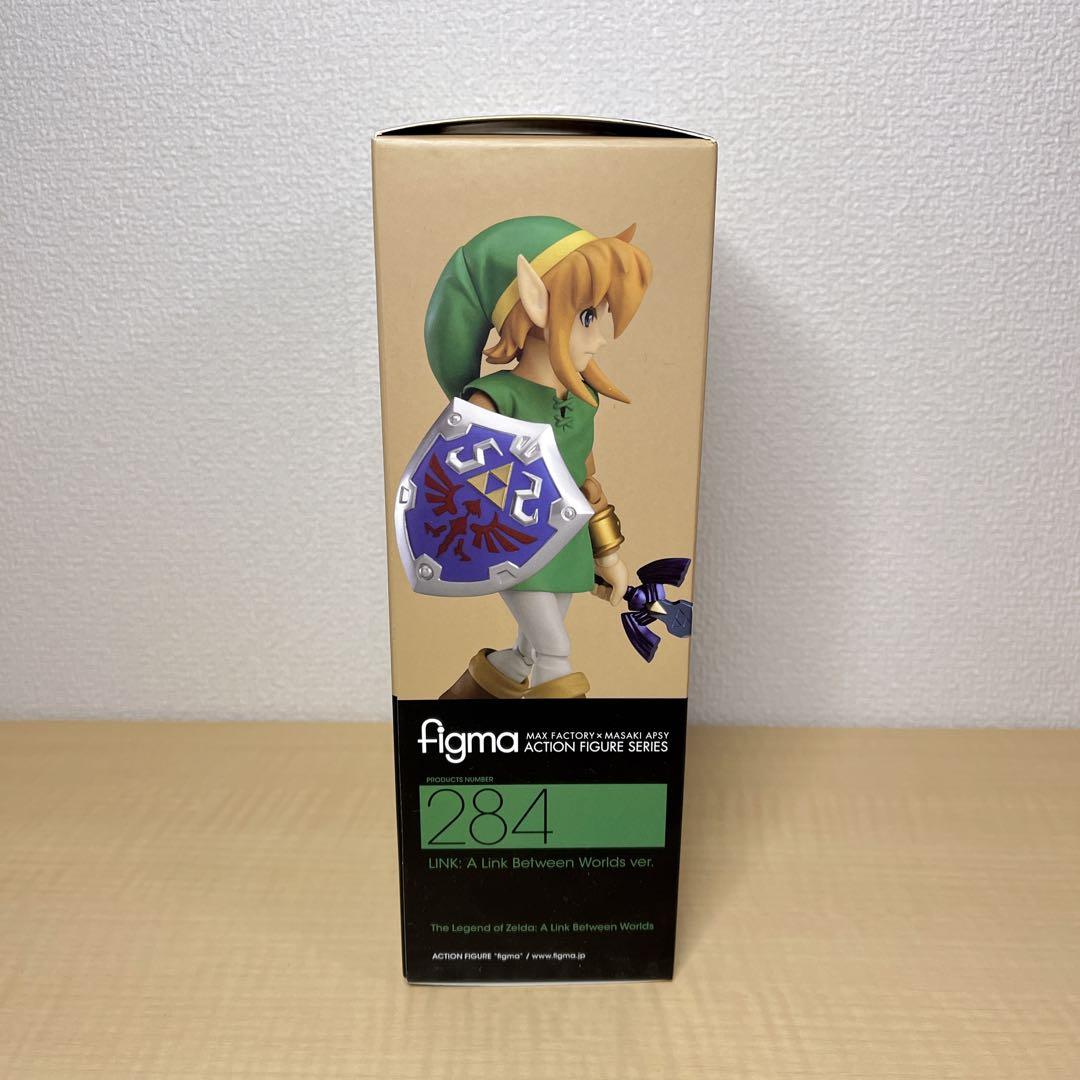 figma MAX FACTORY × MASAKI APSY
ACTION FIGURE SERIES
PRODUCTS NUMBER
284
LINK: A Link Between Worlds ver.
The Legend of Zelda: A Link Between Worlds
ACTION FIGURE "figma" / www.figma.jp